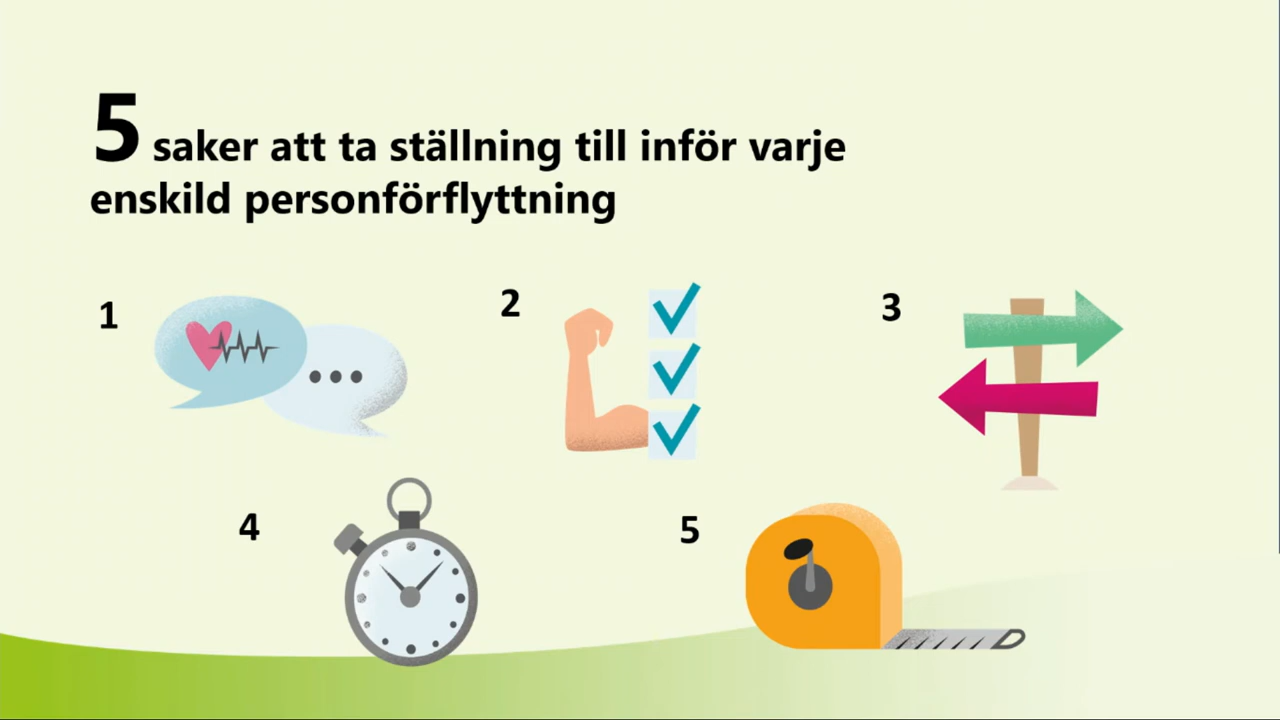 5 saker att ta ställning till inför varje
enskild personförflyttning
1
2
3
4
5